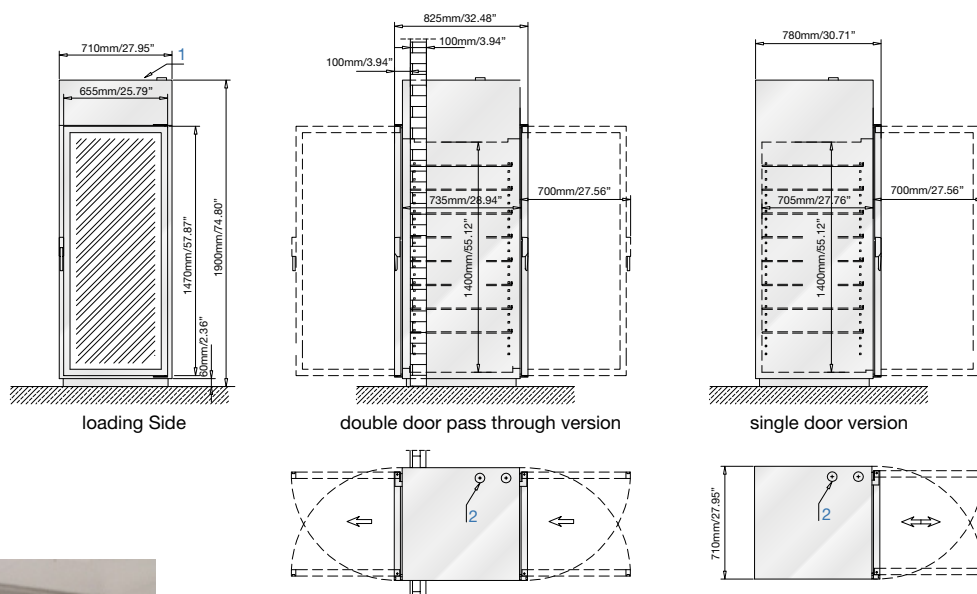 825mm/32.48"
710mm/27.95"
1
100mm/3.94"
780mm/30.71"
100mm/3.94"
655mm/25.79"
700mm/27.56"
700mm/27.56"
735mm/28.94"
705mm/27.76"
1470mm/57.87"
1900mm/74.80"
1400mm/55.12"
1400mm/55.12"
60mm/2.36"
loading Side
double door pass through version
single door version
2
2
710mm/27.95"